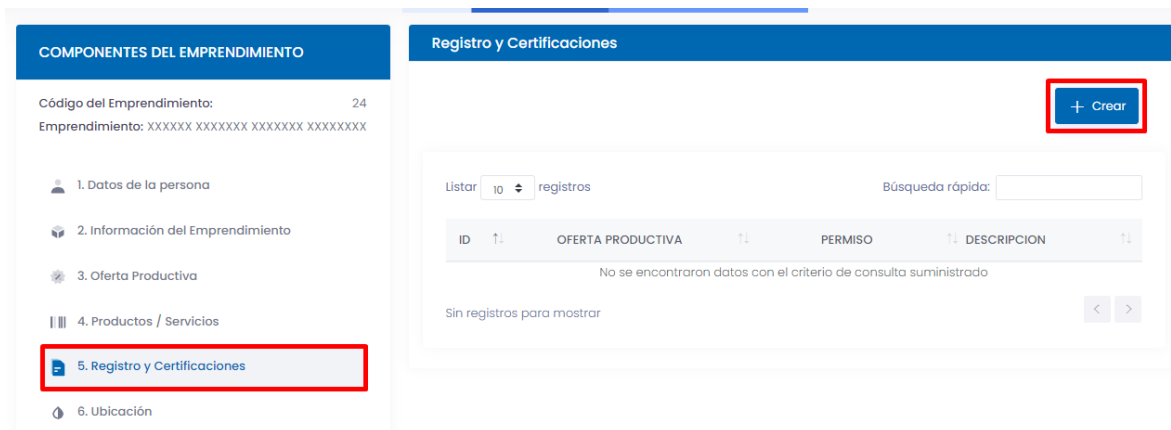 COMPONENTES DEL EMPRENDIMIENTO
Código del Emprendimiento: 24
Emprendimiento: XXXXXX XXXXXXX XXXXXXX XXXXXXXX
1. Datos de la persona
2. Información del Emprendimiento
3. Oferta Productiva
4. Productos / Servicios
5. Registro y Certificaciones
6. Ubicación
Registro y Certificaciones
+ Crear
Listar 10 registros Búsqueda rápida:
ID OFERTA PRODUCTIVA PERMISO DESCRIPCION
No se encontraron datos con el criterio de consulta suministrado
Sin registros para mostrar < >